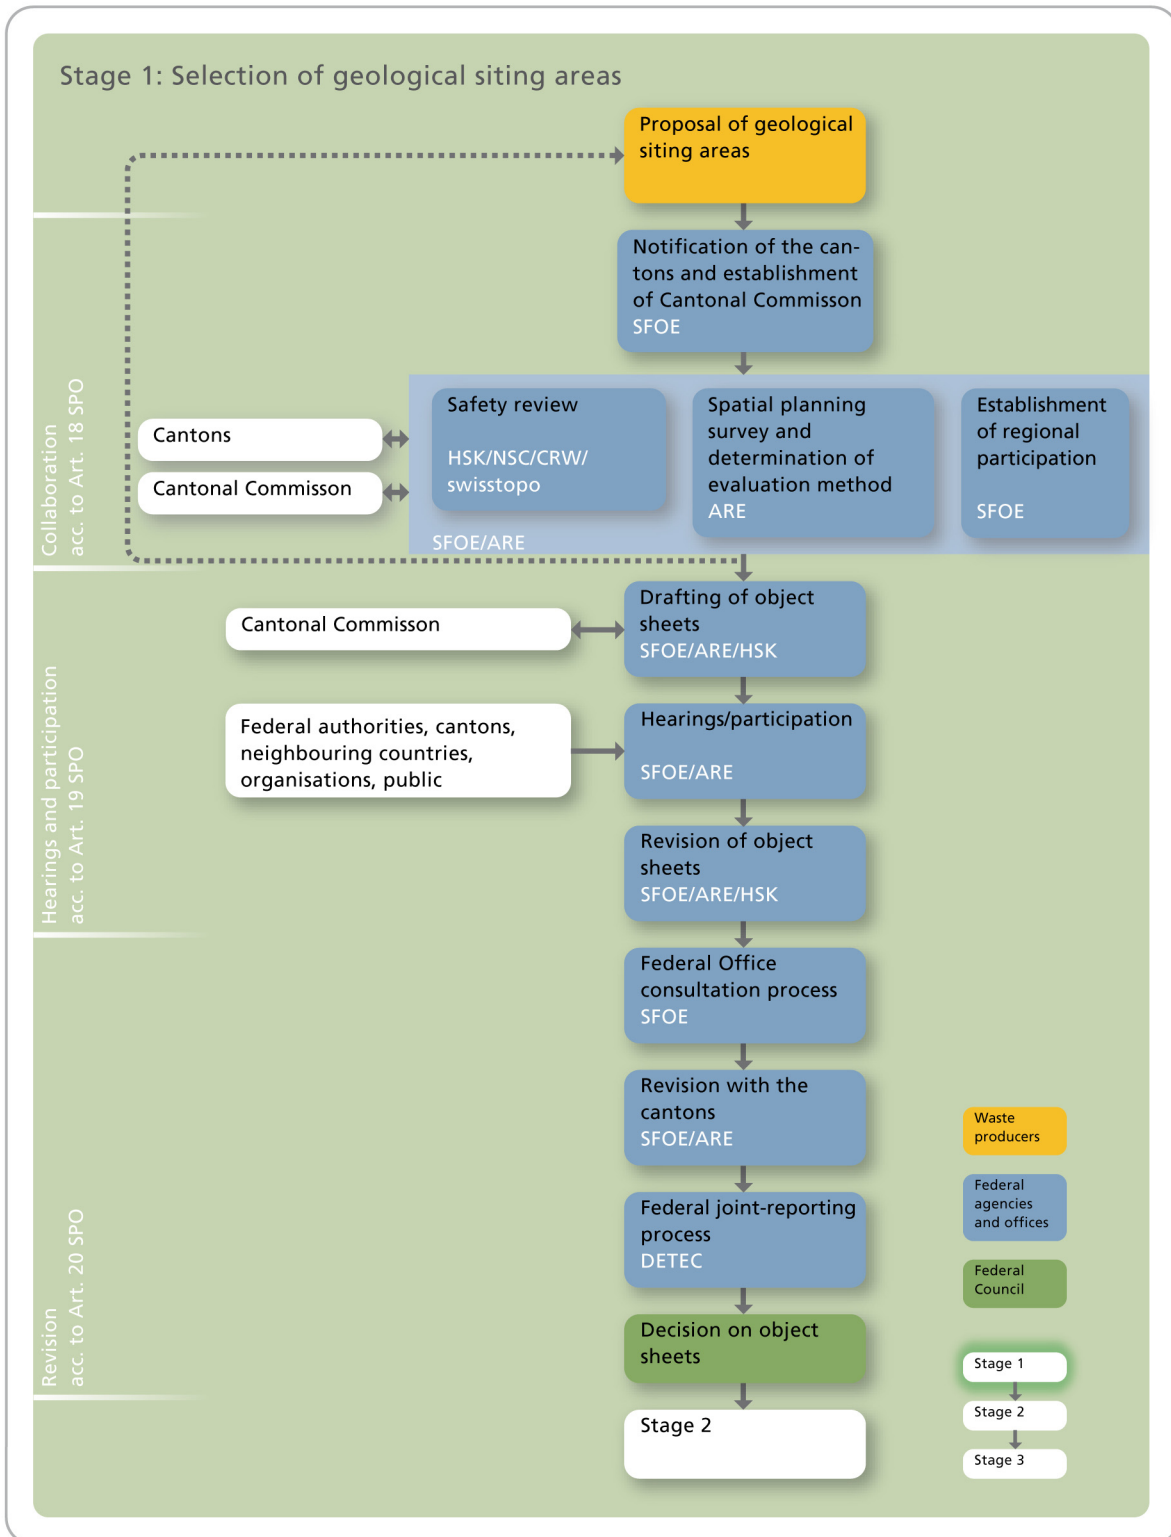 Stage 1: Selection of geological siting areas
Proposal of geological
siting areas
Notification of the can-
tons and establishment
of Cantonal Commisson
SFOE
Collaboration
acc. to Art. 18 SPO
Cantons
Cantonal Commisson
Safety review
HSK/NSC/CRW/
swisstopo
Spatial planning
survey and
determination of
evaluation method
ARE
Establishment
of regional
participation
SFOE
SFOE/ARE
Hearings and participation
acc. to Art. 19 SPO
Cantonal Commisson
Drafting of object
sheets
SFOE/ARE/HSK
Federal authorities, cantons,
neighbouring countries,
organisations, public
Hearings/participation
SFOE/ARE
Revision of object
sheets
SFOE/ARE/HSK
Revision
acc. to Art. 20 SPO
Federal Office
consultation process
SFOE
Revision with the
cantons
SFOE/ARE
Federal joint-reporting
process
DETEC
Decision on object
sheets
Stage 2
Waste
producers
Federal
agencies
and offices
Federal
Council
Stage 1
Stage 2
Stage 3